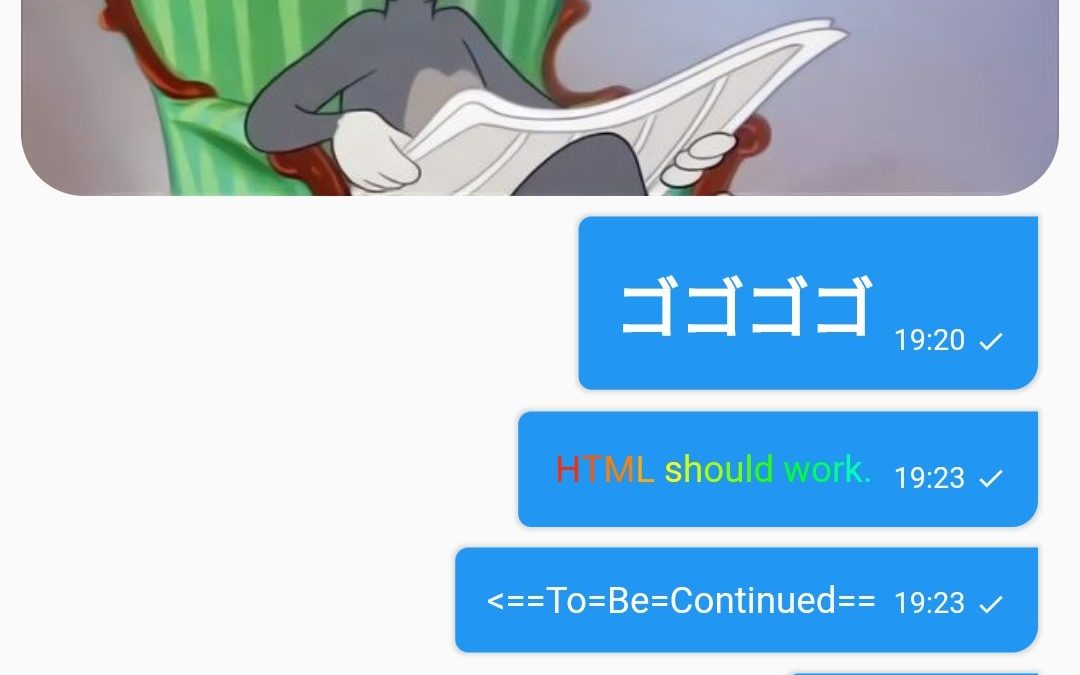 ゴゴゴゴ 19:20
HTML should work. 19:23
<==To=Be=Continued== 19:23